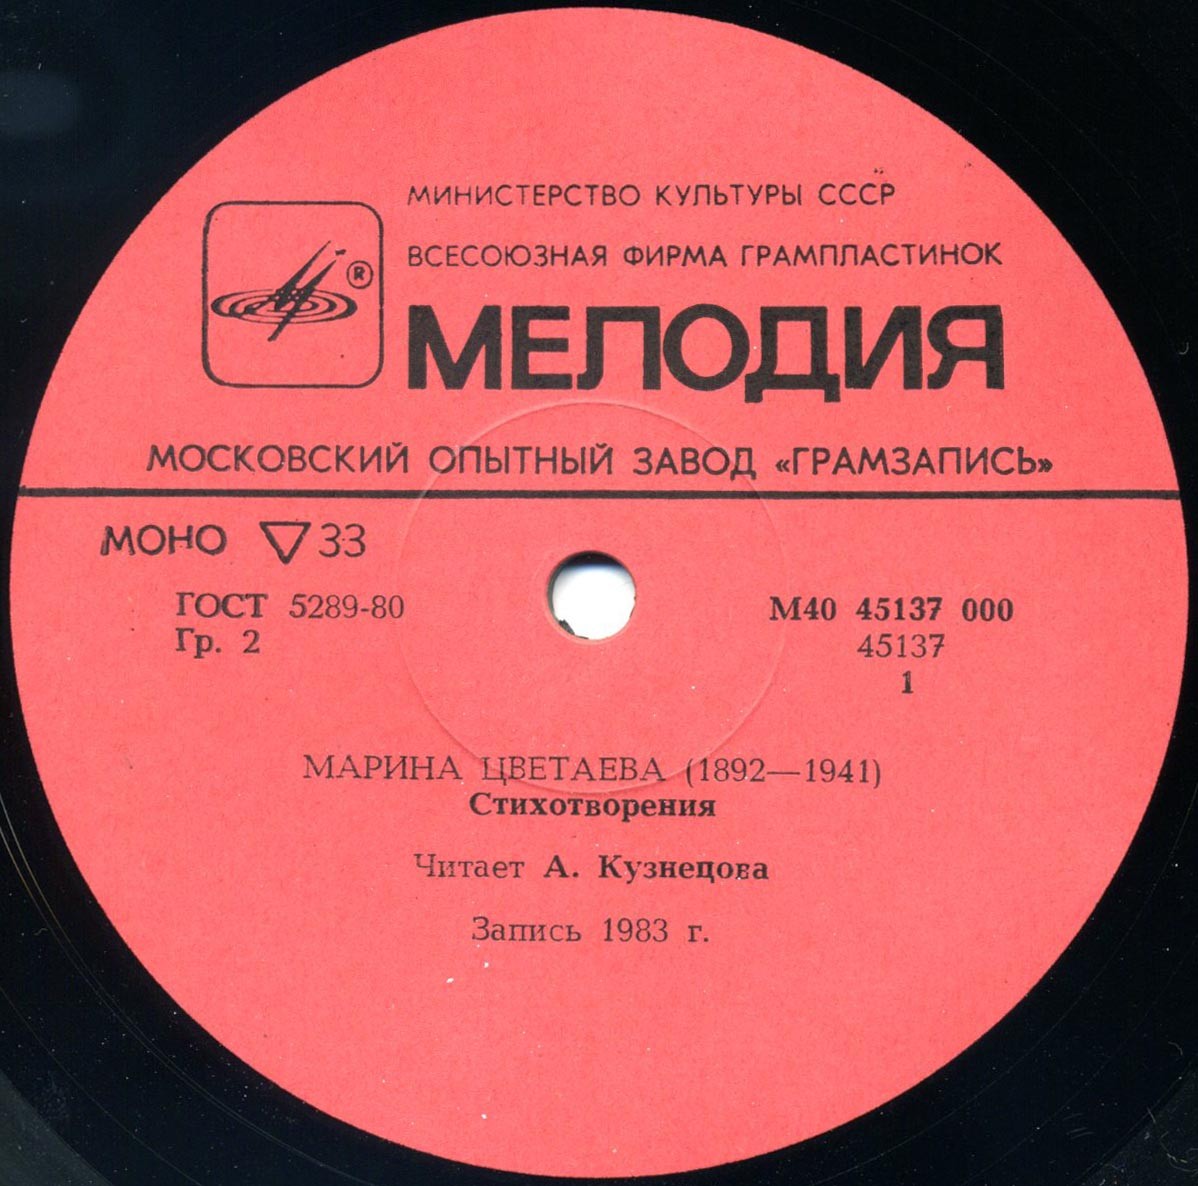 МИНИСТЕРСТВО КУЛЬТУРЫ СССР
ВСЕСОЮЗНАЯ ФИРМА ГРАМПЛАСТИНОК
®
МЕЛОДИЯ
МОСКОВСКИЙ ОПЫТНЫЙ ЗАВОД «ГРАМЗАПИСЬ»
МОНО ▽ 33
ГОСТ 5289-80
Гр. 2
М40 45137 000
45137
1
МАРИНА ЦВЕТАЕВА (1892—1941)
Стихотворения
Читает А. Кузнецова
Запись 1983 г.